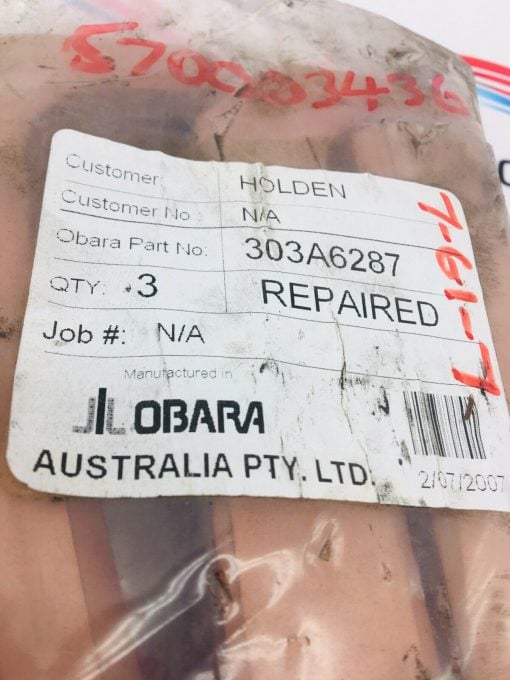 570003436
Customer: HOLDEN
Customer No: N/A
Obara Part No: 303A6287
QTY: .3 REPAIRED
Job #: N/A
Manufactured in
OBARA
AUSTRALIA PTY. LTD.
2/07/2007
L-19-7